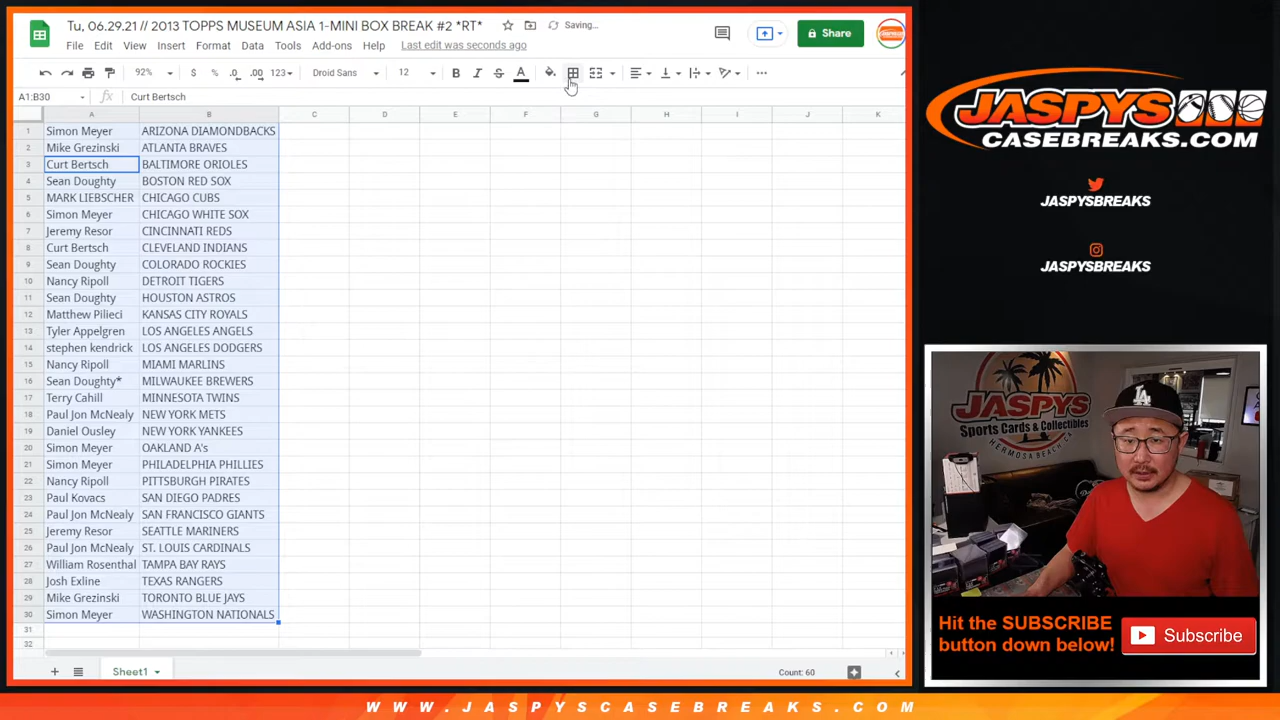 Tu, 06.29.21 // 2013 TOPPS MUSEUM ASIA 1-MINI BOX BREAK #2 *RT*
Saving...
File Edit View Insert Format Data Tools Add-ons Help Last edit was seconds ago
Share
92% $ % .0 .00 123 Droid Sans 12 B I S A
A1:B30 fx Curt Bertsch
A B C D E F G H I J K
1 Simon Meyer ARIZONA DIAMONDBACKS
2 Mike Grezinski ATLANTA BRAVES
3 Curt Bertsch BALTIMORE ORIOLES
4 Sean Doughty BOSTON RED SOX
5 MARK LIEBSCHER CHICAGO CUBS
6 Simon Meyer CHICAGO WHITE SOX
7 Jeremy Resor CINCINNATI REDS
8 Curt Bertsch CLEVELAND INDIANS
9 Sean Doughty COLORADO ROCKIES
10 Nancy Ripoll DETROIT TIGERS
11 Sean Doughty HOUSTON ASTROS
12 Matthew Pilieci KANSAS CITY ROYALS
13 Tyler Appelgren LOS ANGELES ANGELS
14 stephen kendrick LOS ANGELES DODGERS
15 Nancy Ripoll MIAMI MARLINS
16 Sean Doughty* MILWAUKEE BREWERS
17 Terry Cahill MINNESOTA TWINS
18 Paul Jon McNealy NEW YORK METS
19 Daniel Ousley NEW YORK YANKEES
20 Simon Meyer OAKLAND A's
21 Simon Meyer PHILADELPHIA PHILLIES
22 Nancy Ripoll PITTSBURGH PIRATES
23 Paul Kovacs SAN DIEGO PADRES
24 Paul Jon McNealy SAN FRANCISCO GIANTS
25 Jeremy Resor SEATTLE MARINERS
26 Paul Jon McNealy ST. LOUIS CARDINALS
27 William Rosenthal TAMPA BAY RAYS
28 Josh Exline TEXAS RANGERS
29 Mike Grezinski TORONTO BLUE JAYS
30 Simon Meyer WASHINGTON NATIONALS
31
32
Sheet1
Count: 60
JASPYS
CASEBREAKS.COM
JASPYSBREAKS
JASPYSBREAKS
JASPYS
Sports Cards & Collectibles
HERMOSA BEACH CA
LA
Hit the SUBSCRIBE
button down below!
Subscribe
WWW.JASPYSCASEBREAKS.COM